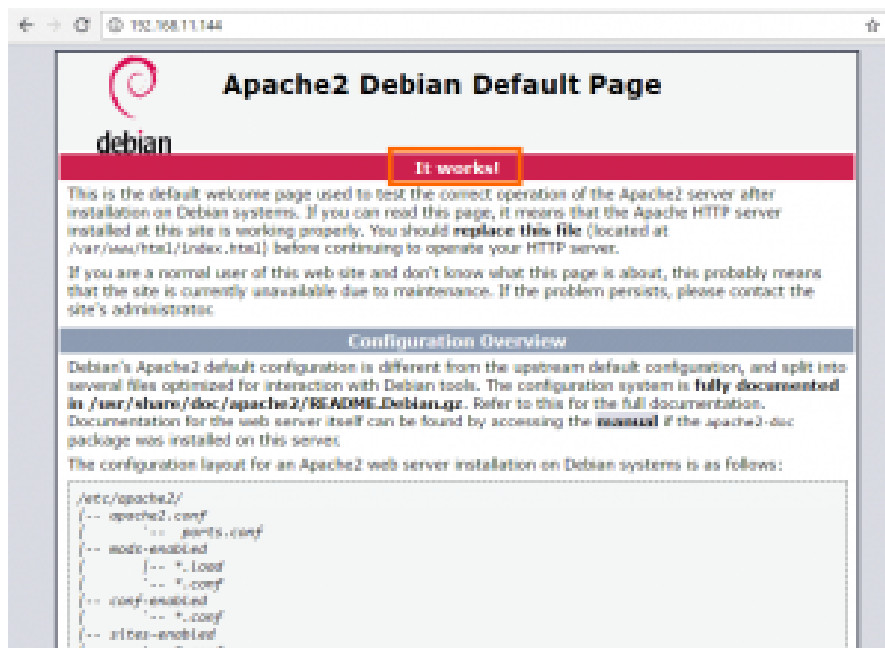 192.168.11.144
Apache2 Debian Default Page
debian
It works!
This is the default welcome page used to test the correct operation of the Apache2 server after
installation on Debian systems. If you can read this page, it means that the Apache HTTP server
installed at this site is working properly. You should replace this file (located at
/var/www/html/index.html) before continuing to operate your HTTP server.
If you are a normal user of this web site and don't know what this page is about, this probably means
that the site is currently unavailable due to maintenance. If the problem persists, please contact the
site's administrator.
Configuration Overview
Debian's Apache2 default configuration is different from the upstream default configuration, and split into
several files optimized for interaction with Debian tools. The configuration system is fully documented
in /usr/share/doc/apache2/README.Debian.gz. Refer to this for the full documentation.
Documentation for the web server itself can be found by accessing the manual if the apache2-doc
package was installed on this server.
The configuration layout for an Apache2 web server installation on Debian systems is as follows:
/etc/apache2/
|-- apache2.conf
|       `--  ports.conf
|-- mods-enabled
|       |-- *.load
|       `-- *.conf
|-- conf-enabled
|       `-- *.conf
|-- sites-enabled